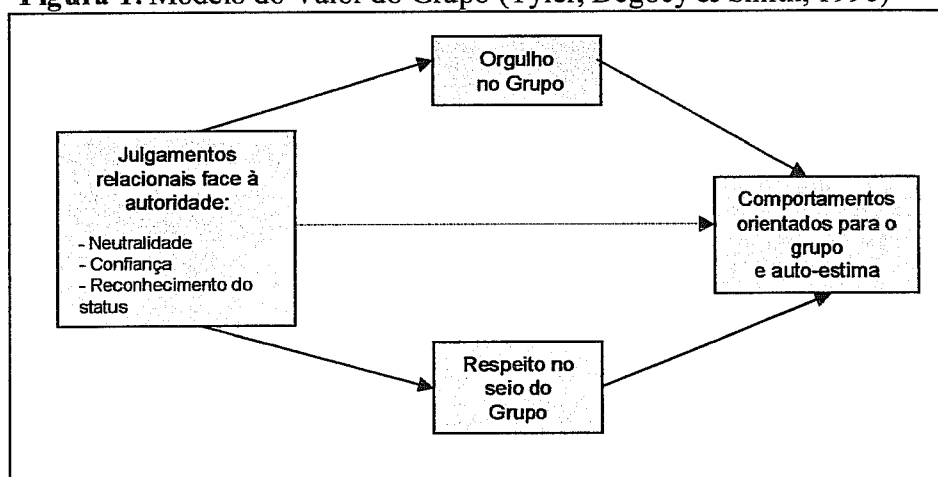 Figura 1. Modelo do Valor do Grupo (Tyler, Degoey & Smith, 1996)
Orgulho
no Grupo
Julgamentos
relacionais face à
autoridade:
- Neutralidade
- Confiança
- Reconhecimento do
status
Comportamentos
orientados para o
grupo
e auto-estima
Respeito no
seio do
Grupo